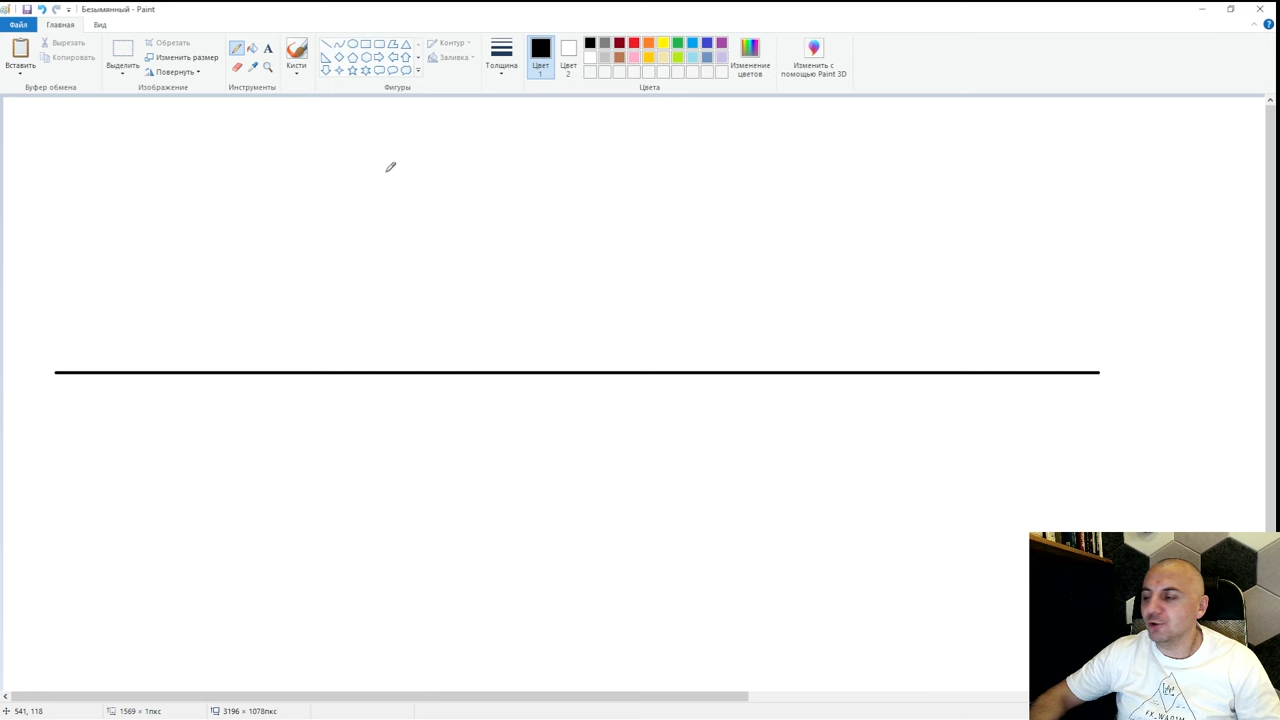 Безымянный - Paint
Файл
Главная
Вид
Вставить
Вырезать
Копировать
Буфер обмена
Выделить
Обрезать
Изменить размер
Повернуть
Изображение
A
Инструменты
Кисти
Контур
Заливка
Фигуры
Толщина
Цвет 1
Цвет 2
Изменение цветов
Цвета
Изменить с помощью Paint 3D
541, 118
1569 × 1пкс
3196 × 1078пкс